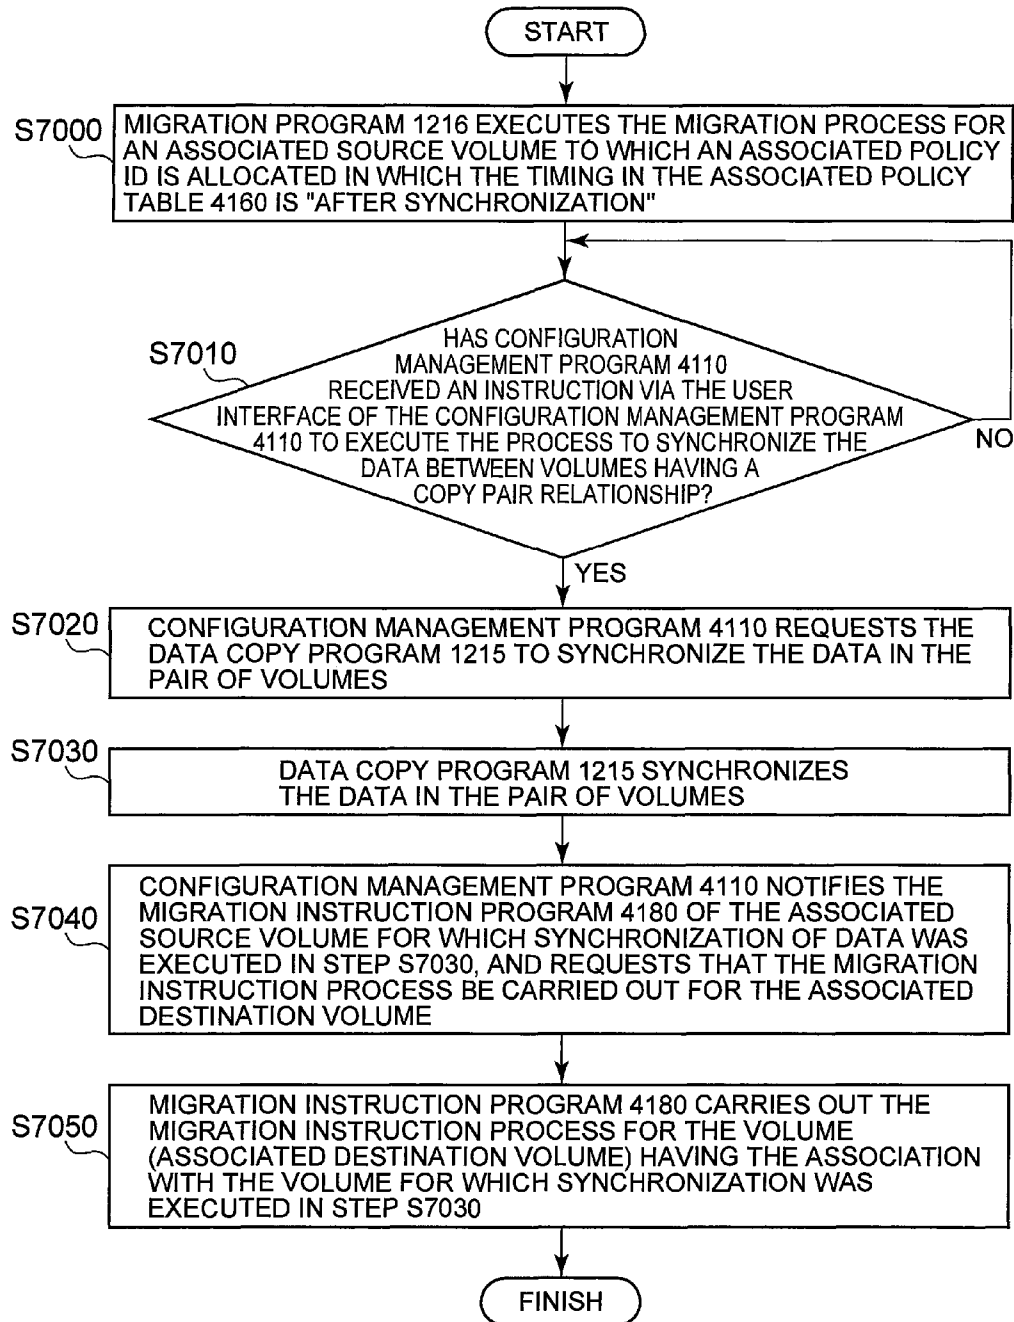 START
S7000
MIGRATION PROGRAM 1216 EXECUTES THE MIGRATION PROCESS FOR
AN ASSOCIATED SOURCE VOLUME TO WHICH AN ASSOCIATED POLICY
ID IS ALLOCATED IN WHICH THE TIMING IN THE ASSOCIATED POLICY
TABLE 4160 IS "AFTER SYNCHRONIZATION"
S7010
HAS CONFIGURATION
MANAGEMENT PROGRAM 4110
RECEIVED AN INSTRUCTION VIA THE USER
INTERFACE OF THE CONFIGURATION MANAGEMENT PROGRAM
4110 TO EXECUTE THE PROCESS TO SYNCHRONIZE THE
DATA BETWEEN VOLUMES HAVING A
COPY PAIR RELATIONSHIP?
NO
YES
S7020
CONFIGURATION MANAGEMENT PROGRAM 4110 REQUESTS THE
DATA COPY PROGRAM 1215 TO SYNCHRONIZE THE DATA IN THE
PAIR OF VOLUMES
S7030
DATA COPY PROGRAM 1215 SYNCHRONIZES
THE DATA IN THE PAIR OF VOLUMES
S7040
CONFIGURATION MANAGEMENT PROGRAM 4110 NOTIFIES THE
MIGRATION INSTRUCTION PROGRAM 4180 OF THE ASSOCIATED
SOURCE VOLUME FOR WHICH SYNCHRONIZATION OF DATA WAS
EXECUTED IN STEP S7030, AND REQUESTS THAT THE MIGRATION
INSTRUCTION PROCESS BE CARRIED OUT FOR THE ASSOCIATED
DESTINATION VOLUME
S7050
MIGRATION INSTRUCTION PROGRAM 4180 CARRIES OUT THE
MIGRATION INSTRUCTION PROCESS FOR THE VOLUME
(ASSOCIATED DESTINATION VOLUME) HAVING THE ASSOCIATION
WITH THE VOLUME FOR WHICH SYNCHRONIZATION WAS
EXECUTED IN STEP S7030
FINISH